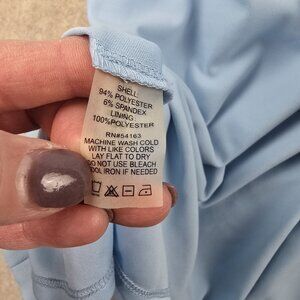 SHELL:
94% POLYESTER
6% SPANDEX
LINING
100%POLYESTER
RN#54163
MACHINE WASH COLD
WITH LIKE COLORS
LAY FLAT TO DRY
DO NOT USE BLEACH
COOL IRON IF NEEDED